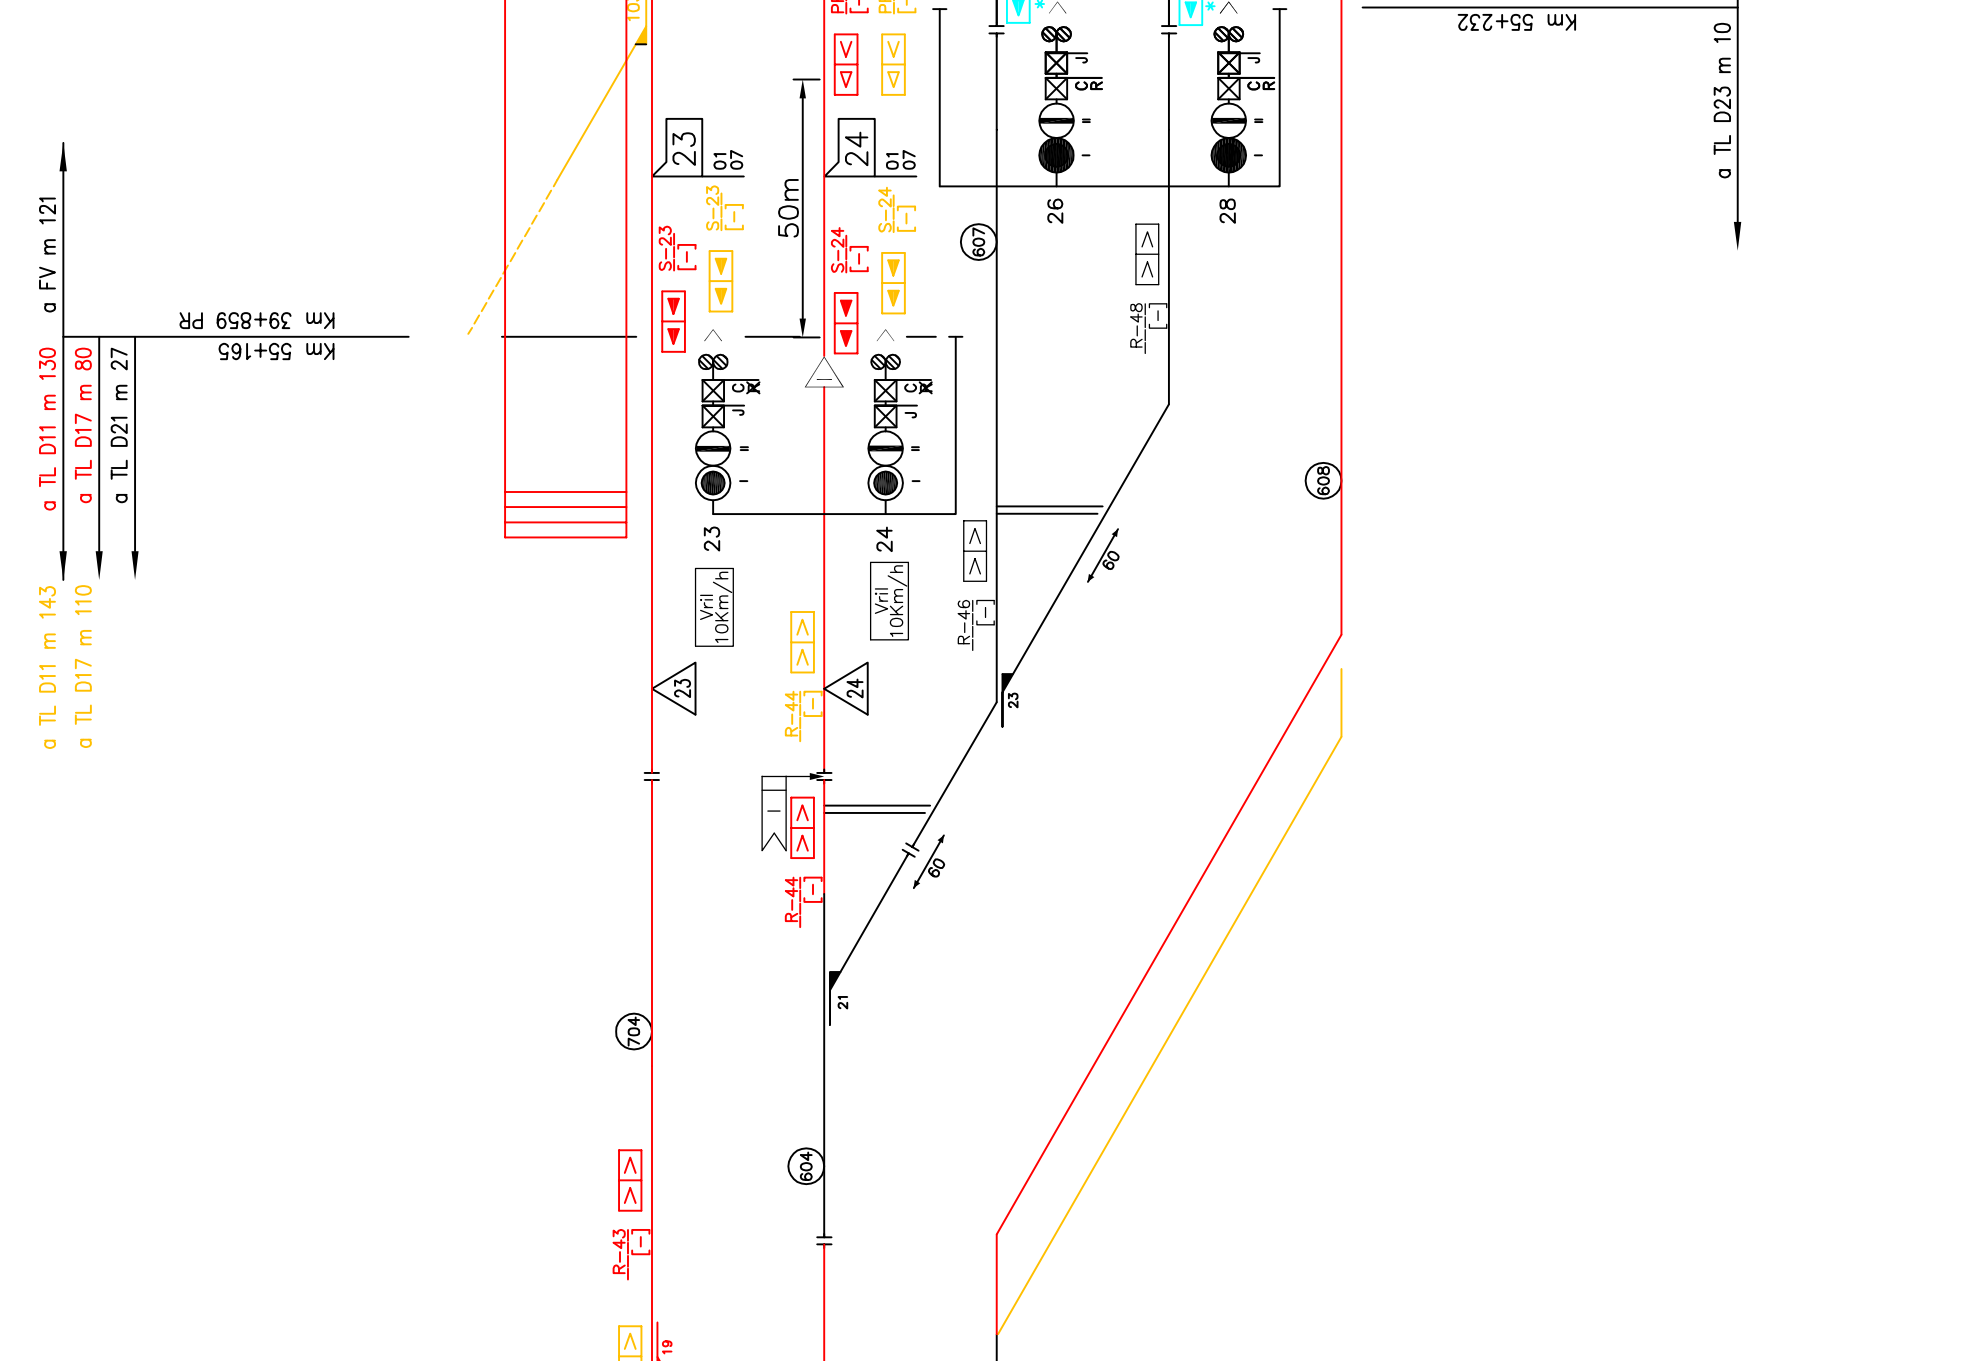 a FV m 121
a TL D11 m 130
a TL D17 m 80
a TL D21 m 27
a TL D11 m 143
a TL D17 m 110
Km 39+859 PR
Km 55+165
Km 55+232
a TL D23 m 10
23
01
07
24
01
07
S-23
[-]
S-23
[-]
S-24
[-]
S-24
[-]
50m
J
C
R
=
-
26
J
C
R
=
-
28
607
R-48
[-]
C
R
J
=
-
23
C
R
J
=
-
24
Vril
10Km/h
Vril
10Km/h
R-46
[-]
608
60
23
24
R-44
[-]
23
R-44
[-]
60
21
704
604
R-43
[-]
19